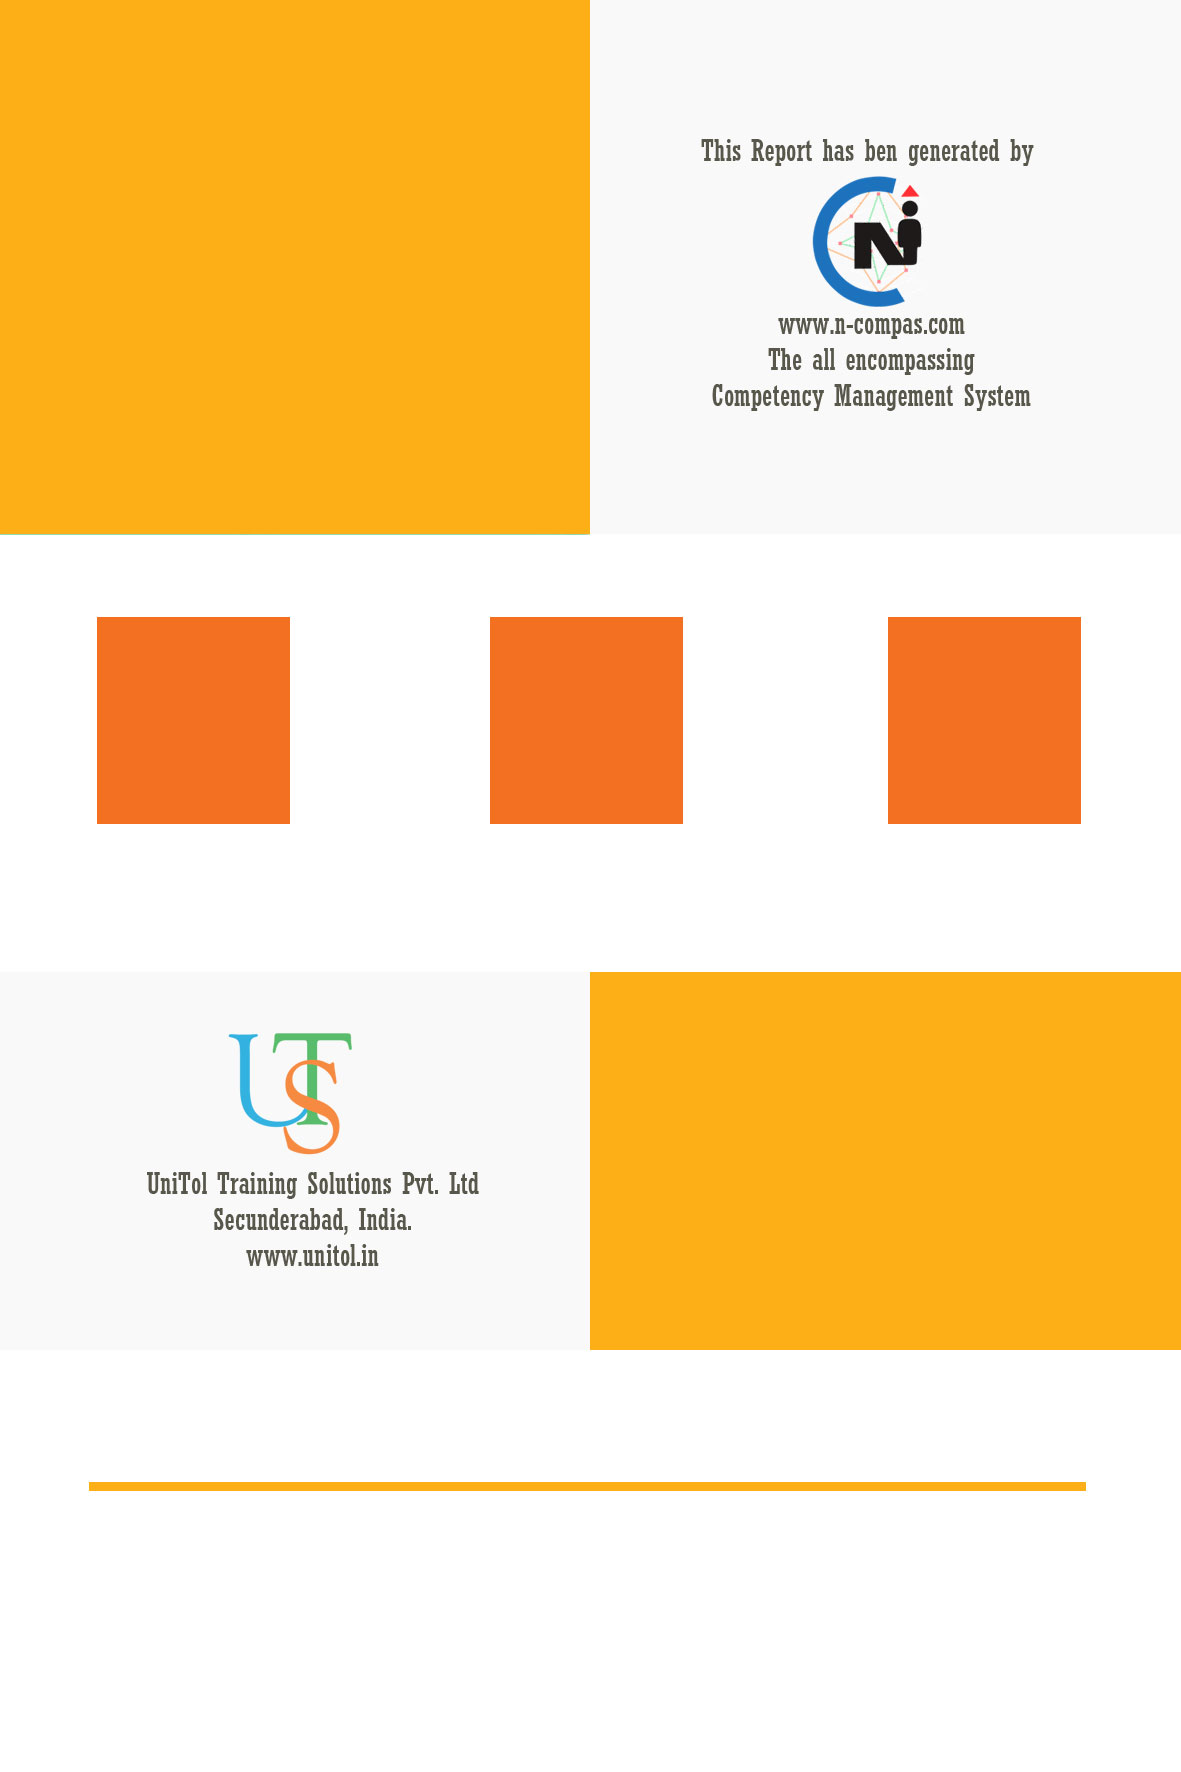 This Report has ben generated by
N
www.n-compas.com
The all encompassing
Competency Management System
UTS
UniTol Training Solutions Pvt. Ltd
Secunderabad, India.
www.unitol.in